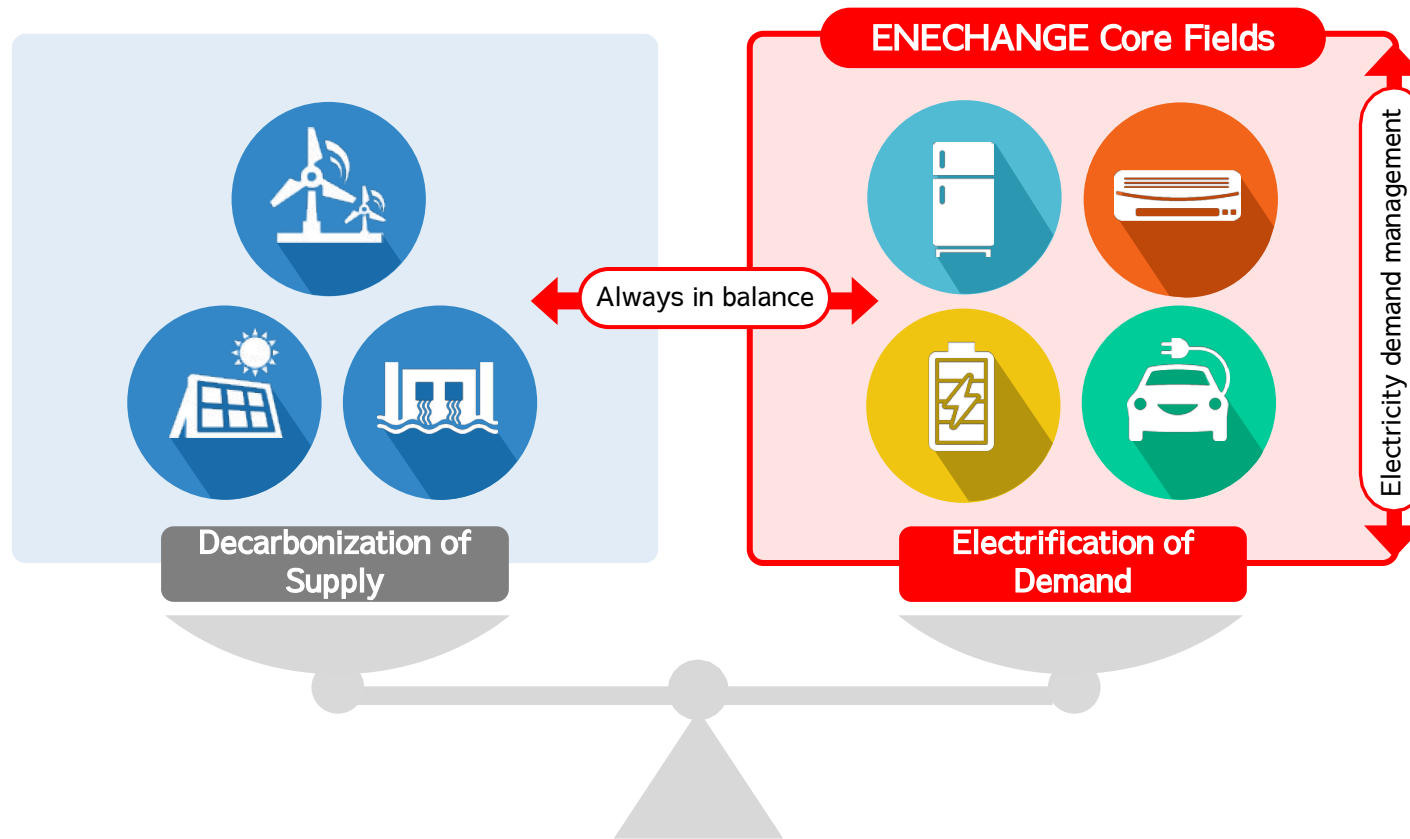 ENECHANGE Core Fields
Always in balance
Electricity demand management
Decarbonization of
Supply
Electrification of
Demand